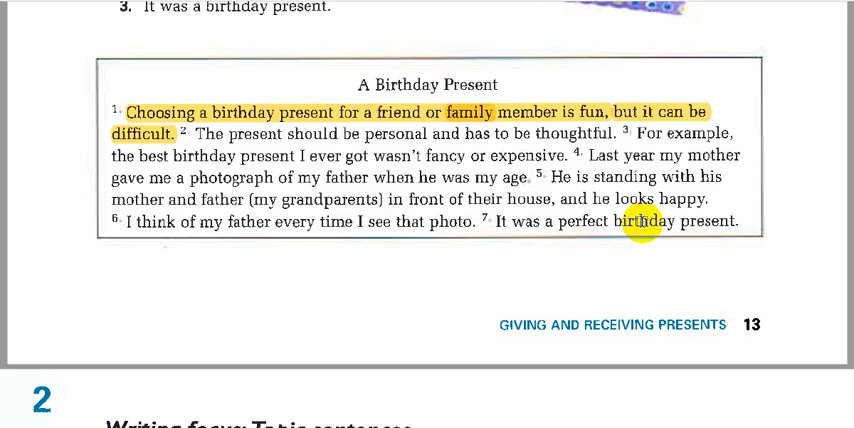 3. It was a birthday present.
A Birthday Present
1. Choosing a birthday present for a friend or family member is fun, but it can be
difficult. 2. The present should be personal and has to be thoughtful. 3. For example,
the best birthday present I ever got wasn't fancy or expensive. 4. Last year my mother
gave me a photograph of my father when he was my age. 5. He is standing with his
mother and father (my grandparents) in front of their house, and he looks happy.
6. I think of my father every time I see that photo. 7. It was a perfect birthday present.
GIVING AND RECEIVING PRESENTS 13
2
Writing focus: Topic sentences